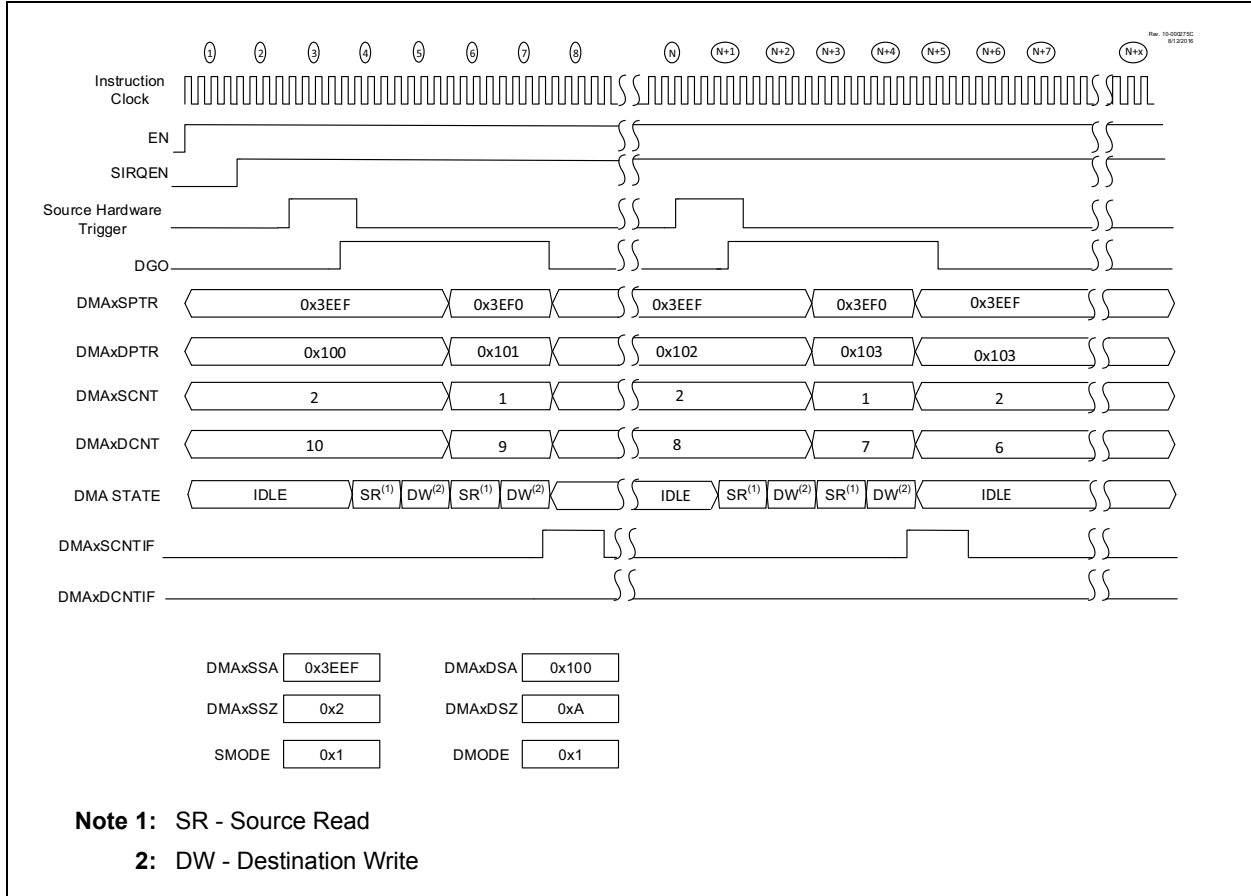 1 2 3 4 5 6 7 8 N N+1 N+2 N+3 N+4 N+5 N+6 N+7 N+x
Rev. 10-000275C
8/12/2016
Instruction
Clock
EN
SIRQEN
Source Hardware
Trigger
DGO
DMAxSPTR 0x3EEF 0x3EF0 0x3EEF 0x3EF0 0x3EEF
DMAxDPTR 0x100 0x101 0x102 0x103 0x103
DMAxSCNT 2 1 2 1 2
DMAxDCNT 10 9 8 7 6
DMA STATE IDLE SR(1) DW(2) SR(1) DW(2) IDLE SR(1) DW(2) SR(1) DW(2) IDLE
DMAxSCNTIF
DMAxDCNTIF
DMAxSSA 0x3EEF DMAxDSA 0x100
DMAxSSZ 0x2 DMAxDSZ 0xA
SMODE 0x1 DMODE 0x1
Note 1: SR - Source Read
2: DW - Destination Write